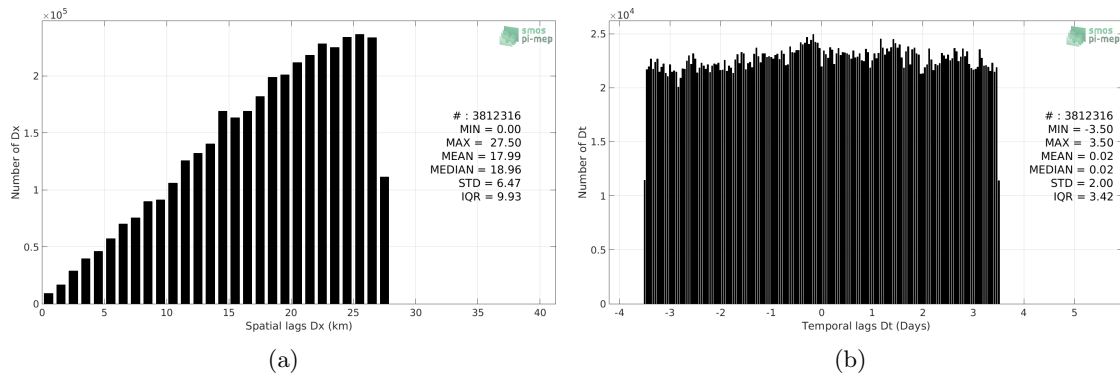 ×10⁵
smos
pi-mep
2
1.5
1
0.5
0
Number of Dx
# : 3812316
MIN = 0.00
MAX = 27.50
MEAN = 17.99
MEDIAN = 18.96
STD = 6.47
IQR = 9.93
0 5 10 15 20 25 30 35 40
Spatial lags Dx (km)
(a)
×10⁴
smos
pi-mep
2.5
2
1.5
1
0.5
0
Number of Dt
# : 3812316
MIN = -3.50
MAX = 3.50
MEAN = 0.02
MEDIAN = 0.02
STD = 2.00
IQR = 3.42
-4 -3 -2 -1 0 1 2 3 4 5
Temporal lags Dt (Days)
(b)